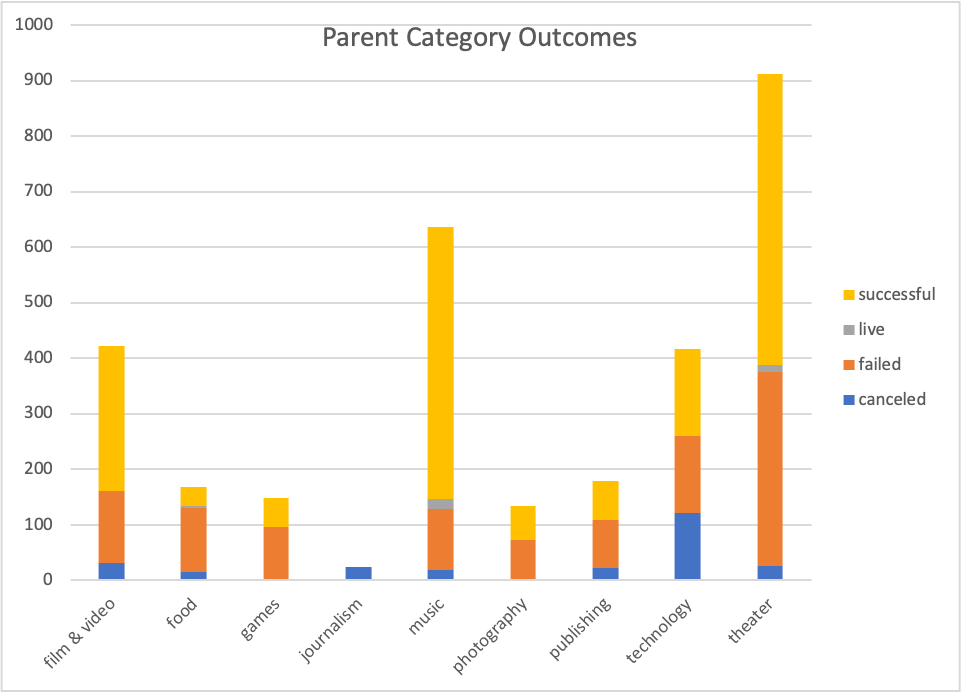 Parent Category Outcomes
1000
900
800
700
600
500
400
300
200
100
0
film & video
food
games
journalism
music
photography
publishing
technology
theater
successful
live
failed
canceled